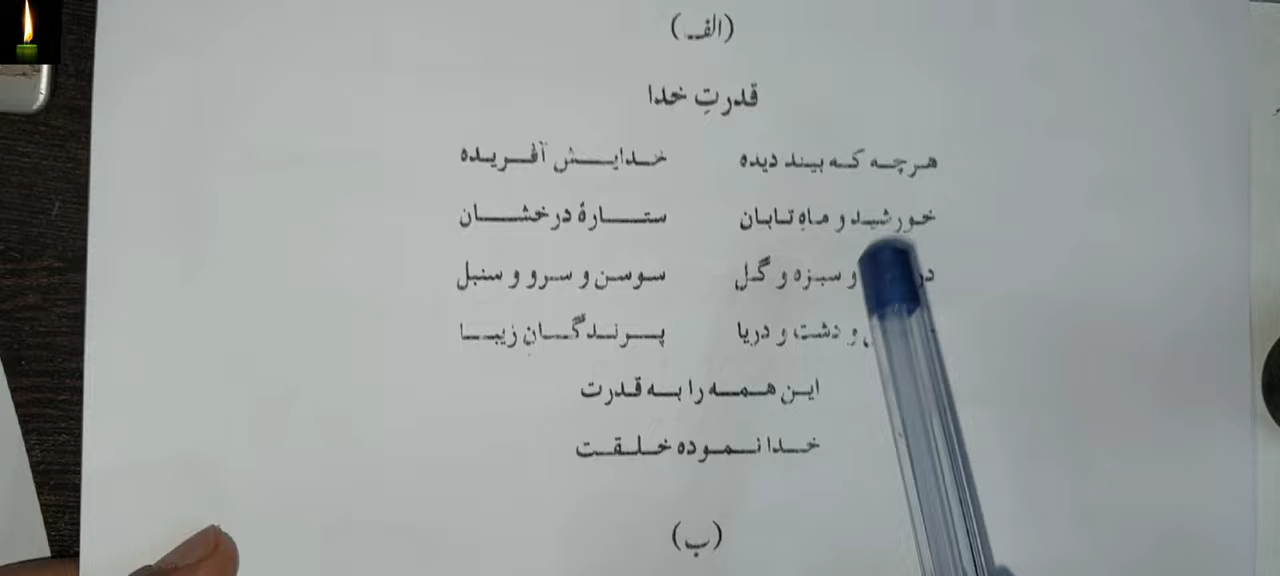 (الف)
قدرتِ خدا
هرچه که بیند دیده خدایش آفریده
خورشید و ماهِ تابان ستارهٔ درخشان
و سبزه و گل سوسن و سرو و سنبل
و دشت و دریا پرندگانِ زیبا
این همه را به قدرت
خدا نموده خلقت
(ب)